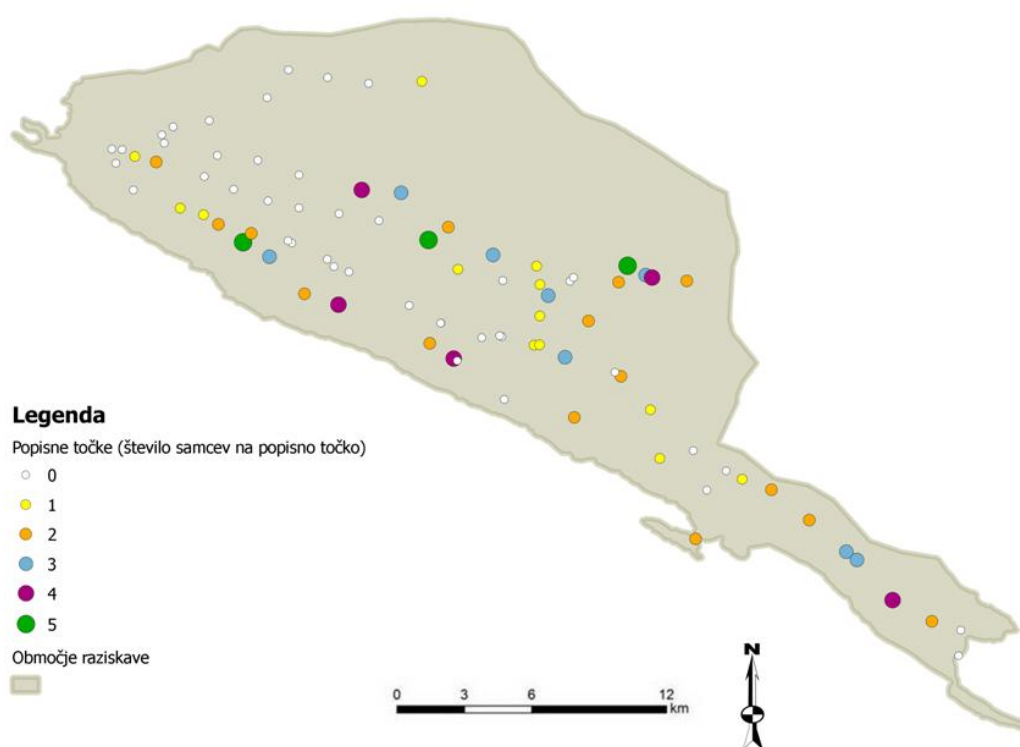 Legenda
Popisne točke (število samcev na popisno točko)
0
1
2
3
4
5
Območje raziskave
0 3 6 12
km
N